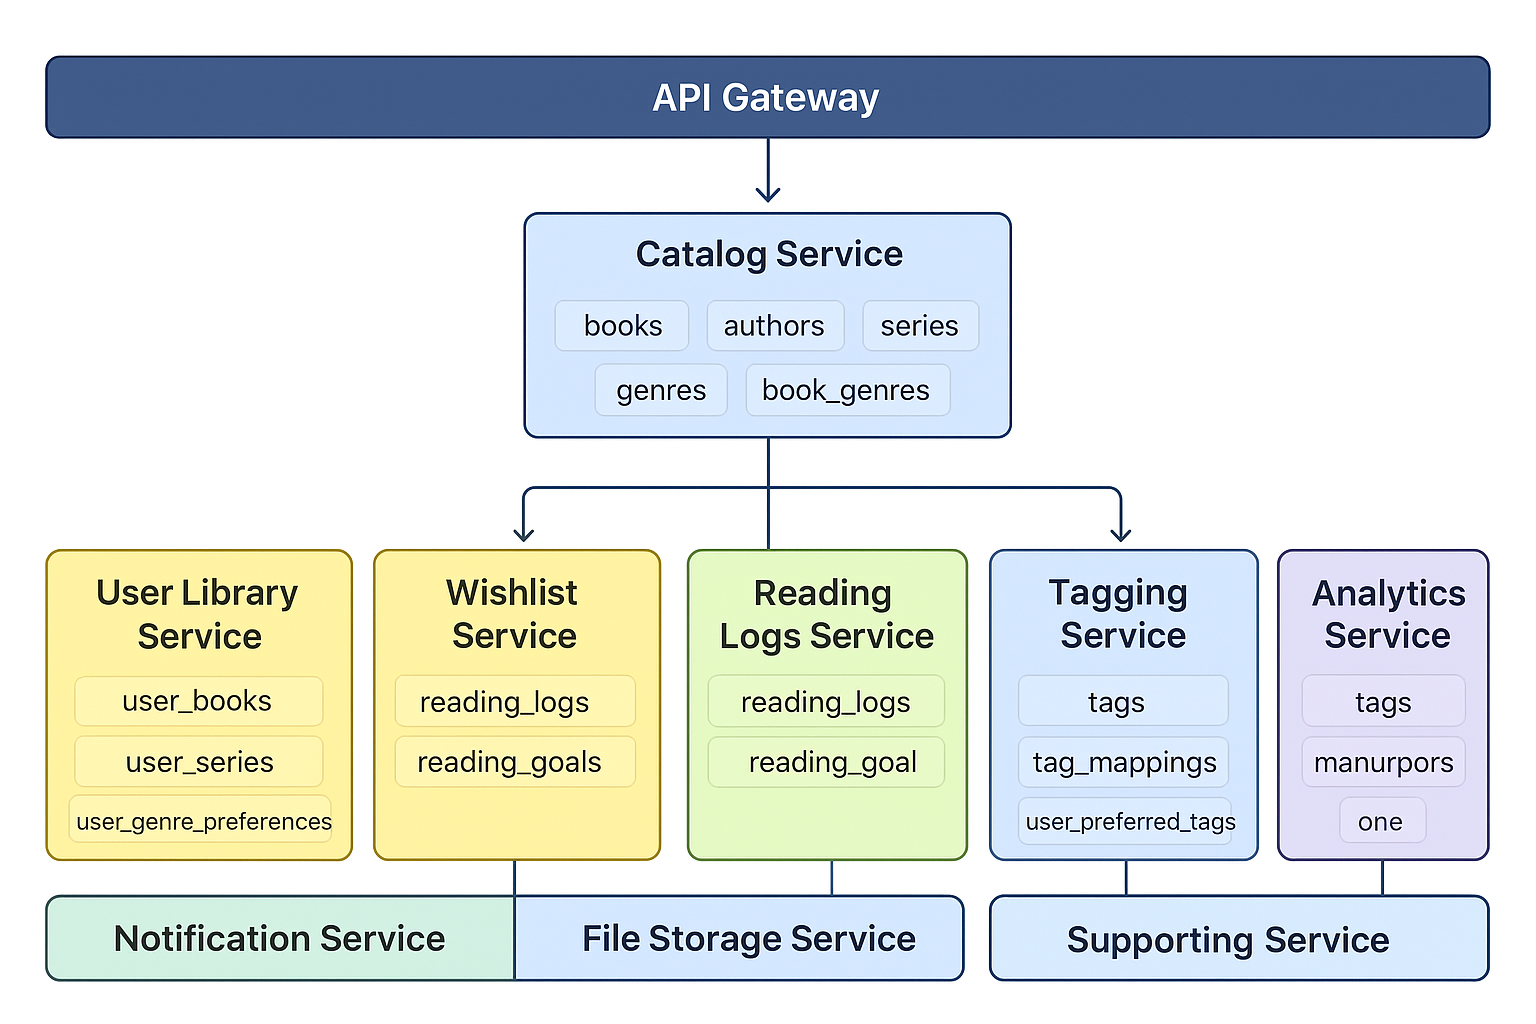 API Gateway
Catalog Service
books
authors
series
genres
book_genres
User Library
Service
user_books
user_series
user_genre_preferences
Wishlist
Service
reading_logs
reading_goals
Reading
Logs Service
reading_logs
reading_goal
Tagging
Service
tags
tag_mappings
user_preferred_tags
Analytics
Service
tags
manurpors
one
Notification Service
File Storage Service
Supporting Service